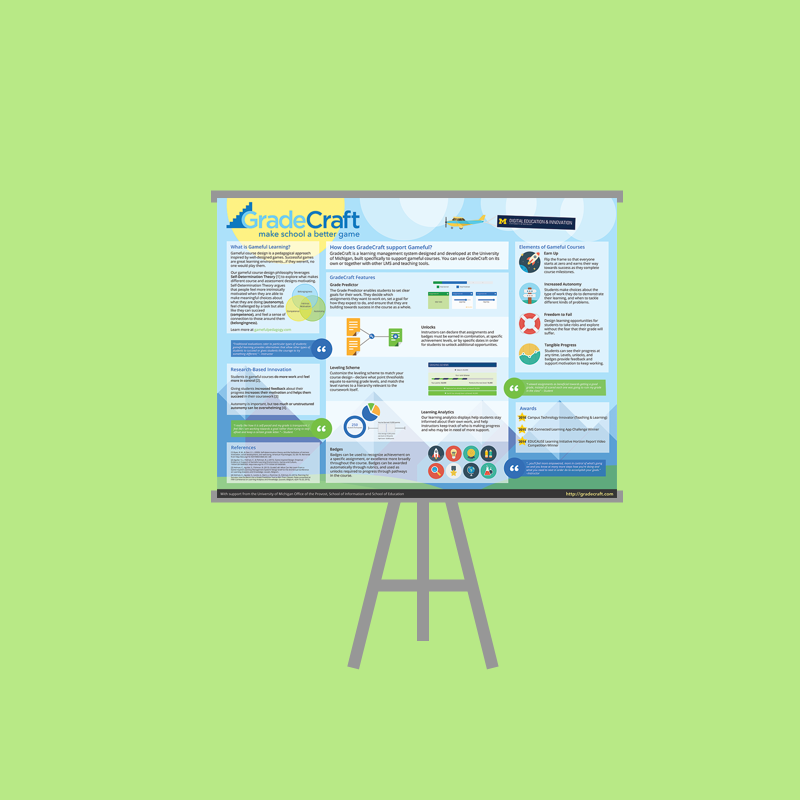 GradeCraft
make school a better game
DIGITAL EDUCATION & INNOVATION
What is Gameful Learning?
Gameful course design is a pedagogical approach
inspired by well-designed games. Successful games
are great learning environments...if they weren't, no
one would play them.
Our gameful course design philosophy leverages
Self-Determination Theory [1] to explore what makes
different course and assessment designs motivating.
Self-Determination Theory argues
that people feel more intrinsically
motivated when they are able to
make meaningful choices about
what they are doing (autonomy),
feel challenged by a task but also
like they can succeed
(competence), and feel a sense of
connection to those around them
(belongingness).
Learn more at
Research-Based Innovation
Students in gameful courses do more work and feel
more in control [2].
Giving students increased feedback about their
progress increases their motivation and helps them
succeed in their coursework [3].
Autonomy is important, but too much or unstructured
autonomy can be overwhelming [4].
References
How does GradeCraft support Gameful?
GradeCraft is a learning management system designed and developed at the University
of Michigan, built specifically to support gameful courses. You can use GradeCraft on its
own or together with other LMS and teaching tools.
GradeCraft Features
Grade Predictor
The Grade Predictor enables students to set clear
goals for their work. They decide which
assignments they want to work on, set a goal for
how they expect to do, and ensure that they are
building towards success in the course as a whole.
Unlocks
Instructors can declare that assignments and
badges must be earned in combination, at specific
achievement levels, or by specific dates in order
for students to unlock additional opportunities.
Leveling Scheme
Customize the leveling scheme to match your
course design - declare what point thresholds
equate to earning grade levels, and match the
level names to a hierarchy relevant to the
coursework itself.
Learning Analytics
Our learning analytics displays help students stay
informed about their own work, and help
instructors keep track of who is making progress
and who may be in need of more support.
Badges
Badges can be used to recognize achievement on
a specific assignment, or excellence more broadly
throughout the course. Badges can be awarded
automatically through rubrics, and used as
unlocks required to progress through pathways
in the course.
Elements of Gameful Courses
Earn Up
Flip the frame so that everyone
starts at zero and earns their way
towards success as they complete
course milestones.
Increased Autonomy
Students make choices about the
type of work they do to demonstrate
their learning, and when to tackle
different kinds of problems.
Freedom to Fail
Design learning opportunities for
students to take risks and explore
without the fear that their grade will
suffer.
Tangible Progress
Students can see their progress at
any time. Levels, unlocks, and
badges provide feedback and
support motivation to keep working.
Awards
Campus Technology Innovator (Teaching & Learning)
IMS Connected Learning App Challenge Winner
2014 EDUCAUSE Learning Initiative Horizon Report Video
Competition Winner
With support from the University of Michigan Office of the Provost, School of Information and School of Education
http://gradecraft.com